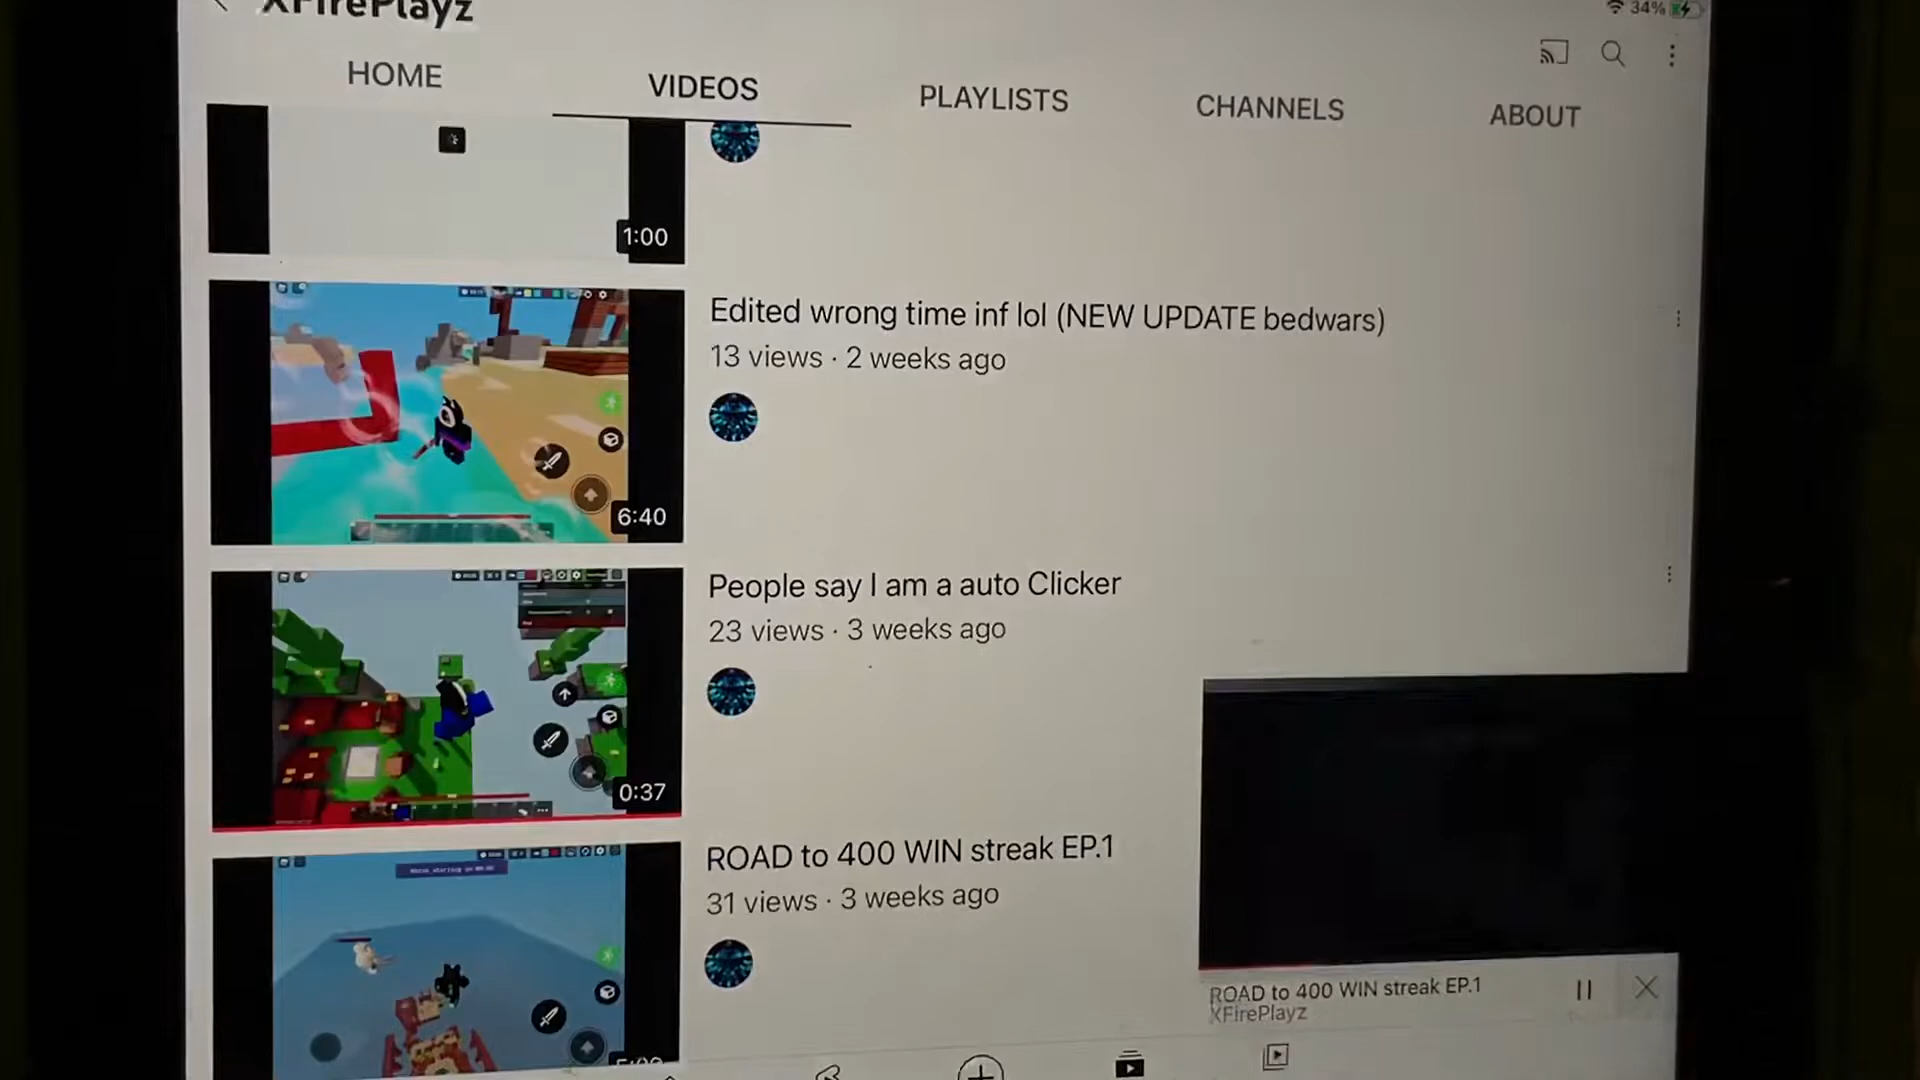 XFirePlayz
34%
HOME
VIDEOS
PLAYLISTS
CHANNELS
ABOUT
1:00
Edited wrong time inf lol (NEW UPDATE bedwars)
13 views · 2 weeks ago
6:40
People say I am a auto Clicker
23 views · 3 weeks ago
0:37
ROAD to 400 WIN streak EP.1
31 views · 3 weeks ago
ROAD to 400 WIN streak EP.1
XFirePlayz